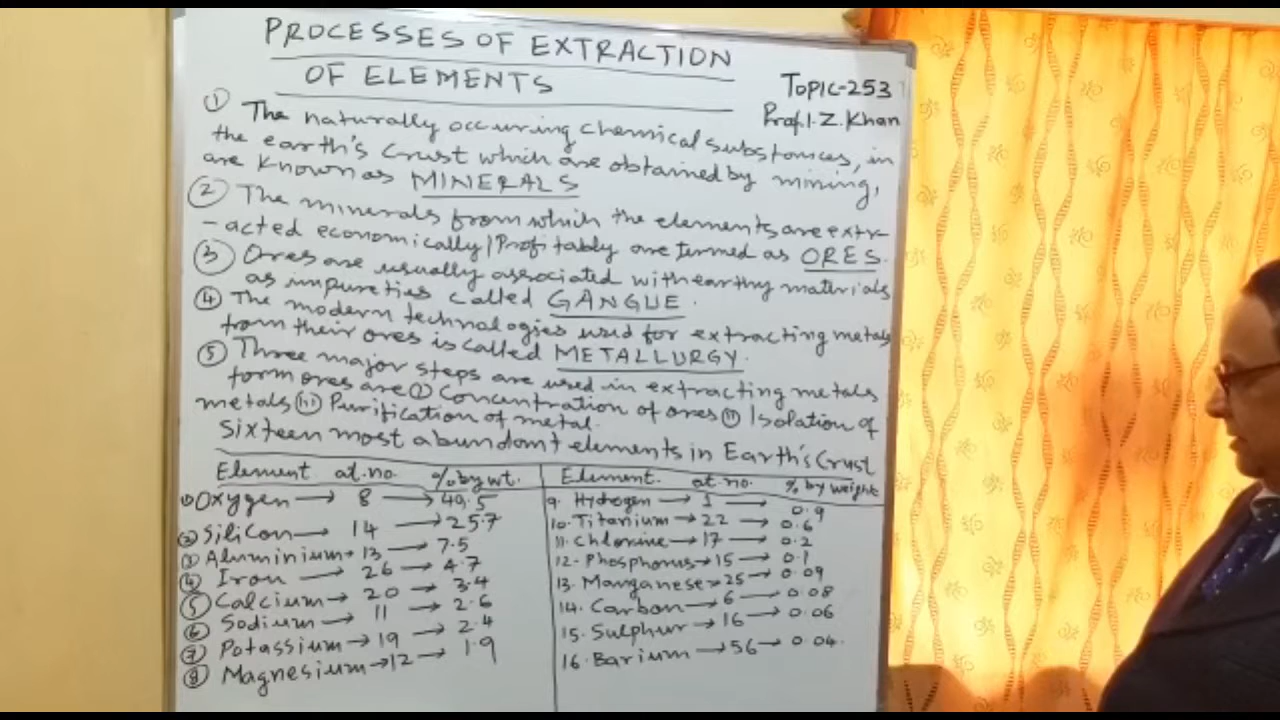 PROCESSES OF EXTRACTION
OF ELEMENTS
TOPIC-253
Prof. I. Z. Khan
① The naturally occuring chemical substances, in
the earth's crust which are obtained by mining,
are known as MINERALS
② The minerals from which the elements are extr-
-acted economically/Profitably are termed as ORES.
③ Ores are usually associated with earthy materials
as impureties called GANGUE.
④ The modern technologies used for extracting metals
from their ores is called METALLURGY.
⑤ Three major steps are used in extracting metals
form ores are ① Concentration of ores ⑪ Isolation of
metals (iii) Purification of metal.
Sixteen most abundant elements in Earth's Crust
Element at.no. % by wt.
① Oxygen → 8 → 49.5
② Silicon → 14 → 25.7
③ Aluminium → 13 → 7.5
④ Iron → 26 → 4.7
⑤ Calcium → 20 → 3.4
⑥ Sodium → 11 → 2.6
⑦ Potassium → 19 → 2.4
⑧ Magnesium → 12 → 1.9
Element. at.no. % by weight
9. Hydrogen → 1 → 0.9
10. Titanium → 22 → 0.6
11. Chlorine → 17 → 0.2
12. Phosphorus → 15 → 0.1
13. Manganese → 25 → 0.09
14. Carbon → 6 → 0.08
15. Sulphur → 16 → 0.06
16. Barium → 56 → 0.04.